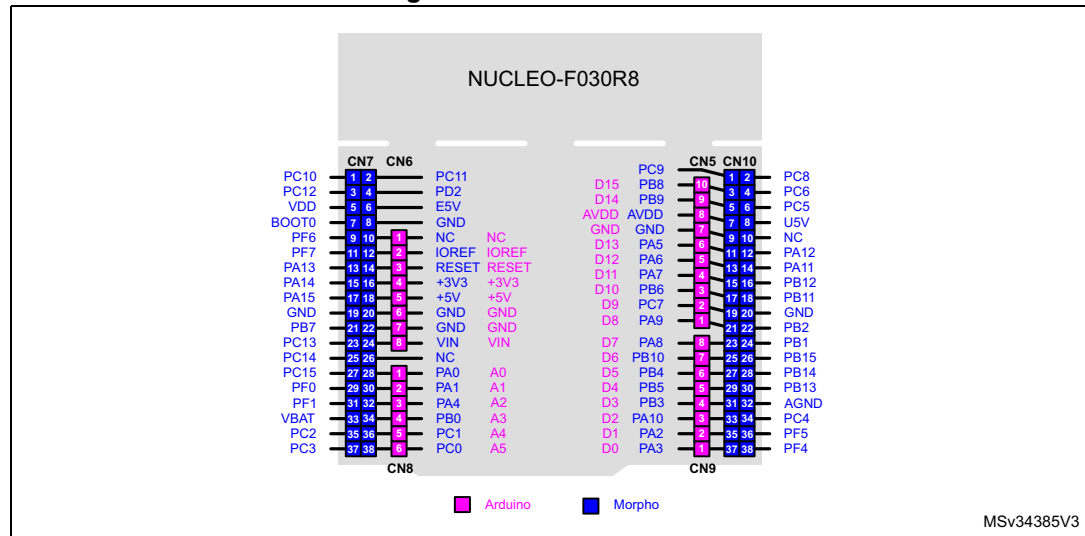 NUCLEO-F030R8
CN7 CN6 CN5 CN10
PC9
PC10 1 2 PC11 D15 PB8 10 1 2 PC8
PC12 3 4 PD2 D14 PB9 9 3 4 PC6
VDD 5 6 E5V AVDD AVDD 8 5 6 PC5
BOOT0 7 8 GND GND GND 7 7 8 U5V
PF6 9 10 1 NC NC D13 PA5 6 9 10 NC
PF7 11 12 2 IOREF IOREF D12 PA6 5 11 12 PA12
PA13 13 14 3 RESET RESET D11 PA7 4 13 14 PA11
PA14 15 16 4 +3V3 +3V3 D10 PB6 3 15 16 PB12
PA15 17 18 5 +5V +5V D9 PC7 2 17 18 PB11
GND 19 20 6 GND GND D8 PA9 1 19 20 GND
PB7 21 22 7 GND GND 21 22 PB2
PC13 23 24 8 VIN VIN D7 PA8 8 23 24 PB1
PC14 25 26 NC D6 PB10 7 25 26 PB15
PC15 27 28 1 PA0 A0 D5 PB4 6 27 28 PB14
PF0 29 30 2 PA1 A1 D4 PB5 5 29 30 PB13
PF1 31 32 3 PA4 A2 D3 PB3 4 31 32 AGND
VBAT 33 34 4 PB0 A3 D2 PA10 3 33 34 PC4
PC2 35 36 5 PC1 A4 D1 PA2 2 35 36 PF5
PC3 37 38 6 PC0 A5 D0 PA3 1 37 38 PF4
CN8 CN9
Arduino Morpho
MSv34385V3